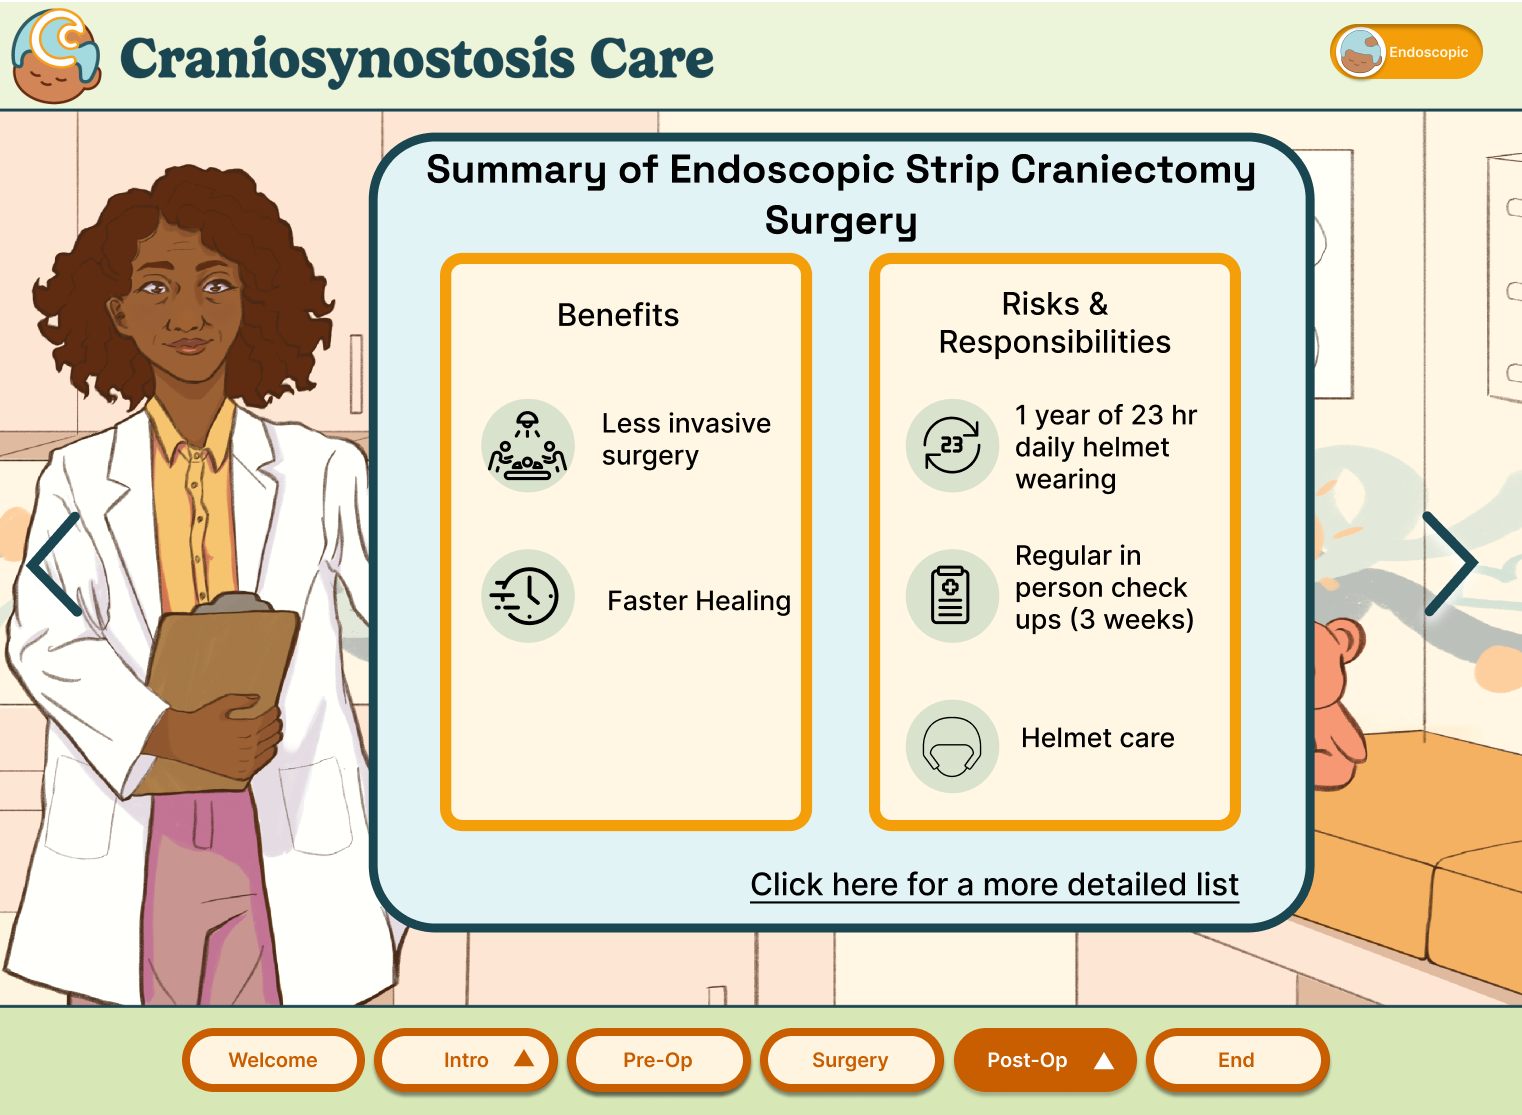 Craniosynostosis Care
Endoscopic
Summary of Endoscopic Strip Craniectomy
Surgery
Benefits
Less invasive
surgery
Faster Healing
Risks &
Responsibilities
23
1 year of 23 hr
daily helmet
wearing
Regular in
person check
ups (3 weeks)
Helmet care
Click here for a more detailed list
Welcome
Intro
Pre-Op
Surgery
Post-Op
End